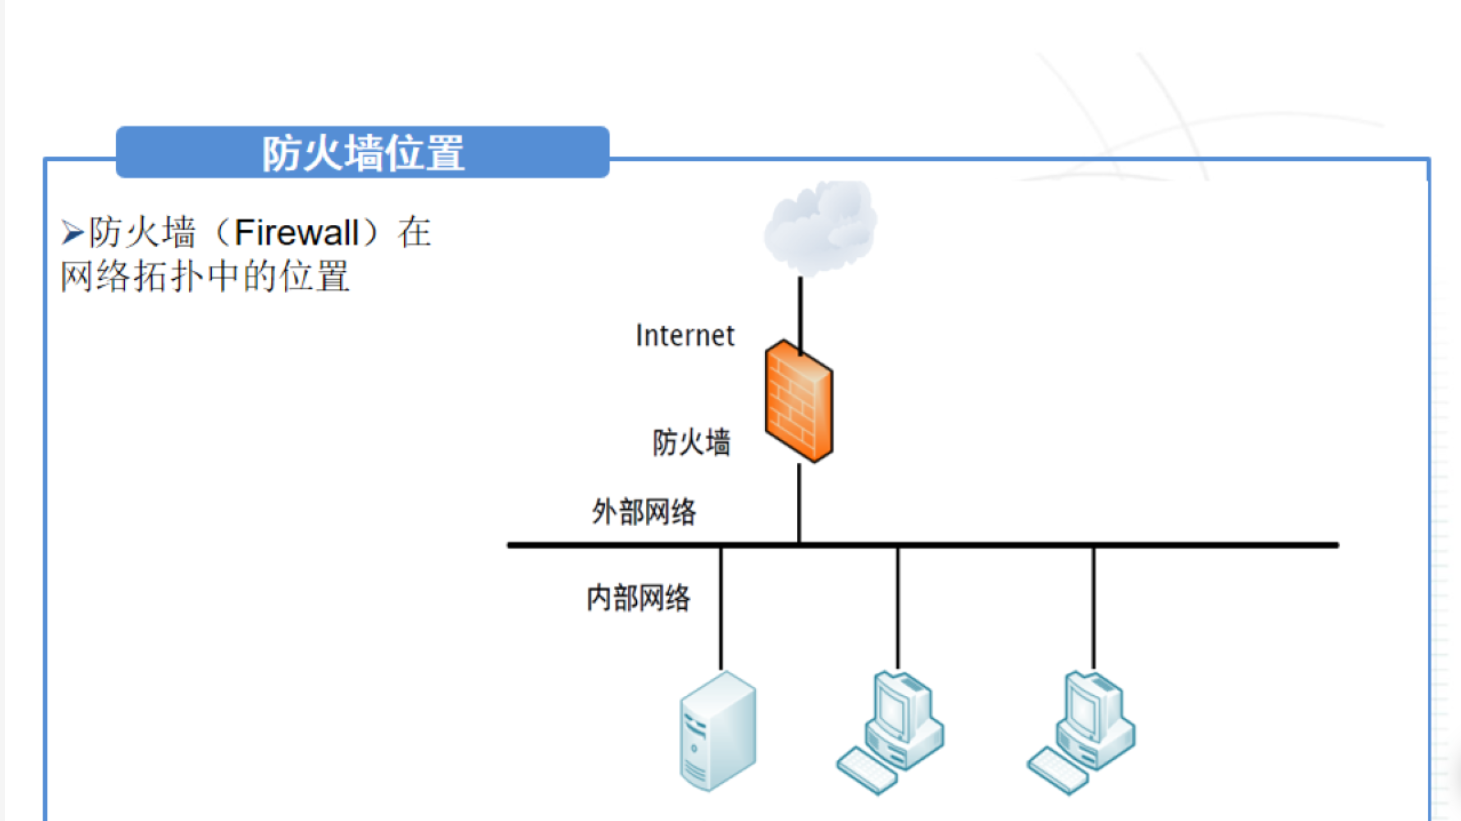 防火墙位置
➢防火墙（Firewall）在
网络拓扑中的位置
Internet
防火墙
外部网络
内部网络